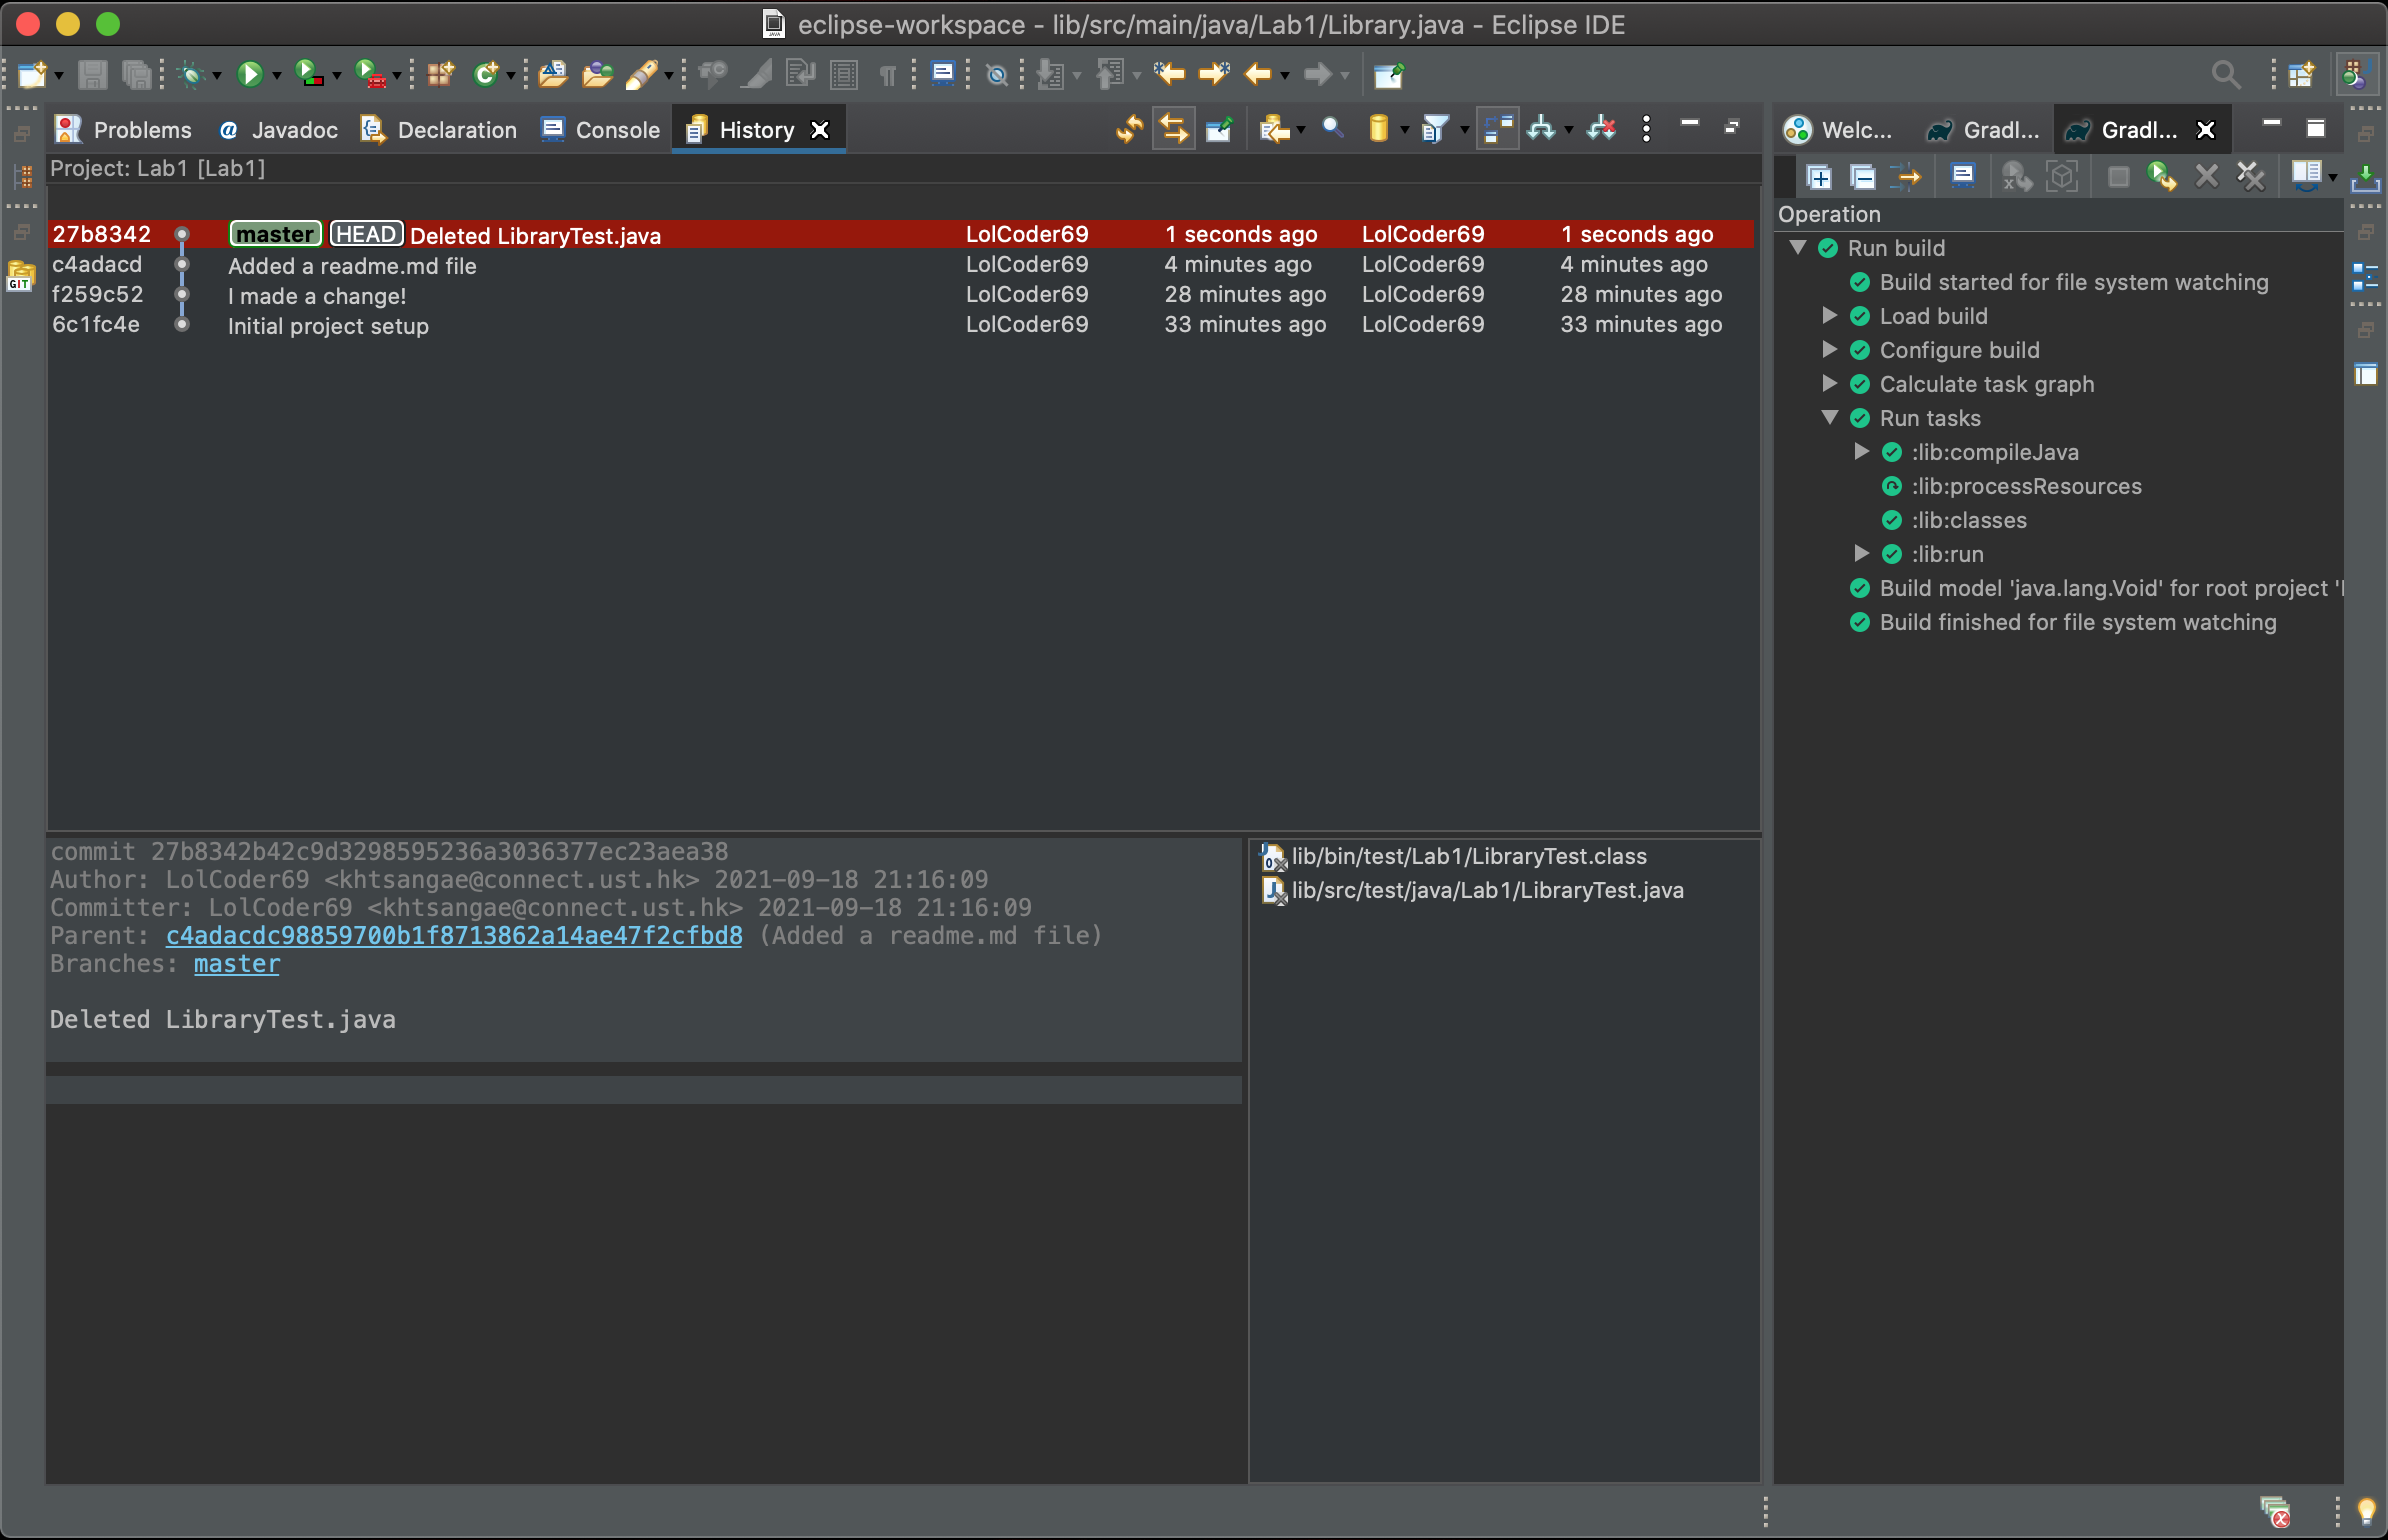 eclipse-workspace - lib/src/main/java/Lab1/Library.java - Eclipse IDE
Problems @ Javadoc Declaration Console History
Project: Lab1 [Lab1]
27b8342 master HEAD Deleted LibraryTest.java LolCoder69 1 seconds ago LolCoder69 1 seconds ago
c4adacd Added a readme.md file LolCoder69 4 minutes ago LolCoder69 4 minutes ago
f259c52 I made a change! LolCoder69 28 minutes ago LolCoder69 28 minutes ago
6c1fc4e Initial project setup LolCoder69 33 minutes ago LolCoder69 33 minutes ago
commit 27b8342b42c9d3298595236a3036377ec23aea38
Author: LolCoder69 <khtsangae@connect.ust.hk> 2021-09-18 21:16:09
Committer: LolCoder69 <khtsangae@connect.ust.hk> 2021-09-18 21:16:09
Parent: c4adacdc98859700b1f8713862a14ae47f2cfbd8 (Added a readme.md file)
Branches: master
Deleted LibraryTest.java
lib/bin/test/Lab1/LibraryTest.class
lib/src/test/java/Lab1/LibraryTest.java
Welc... Gradl... Gradl...
Operation
Run build
Build started for file system watching
Load build
Configure build
Calculate task graph
Run tasks
:lib:compileJava
:lib:processResources
:lib:classes
:lib:run
Build model 'java.lang.Void' for root project '
Build finished for file system watching
GIT